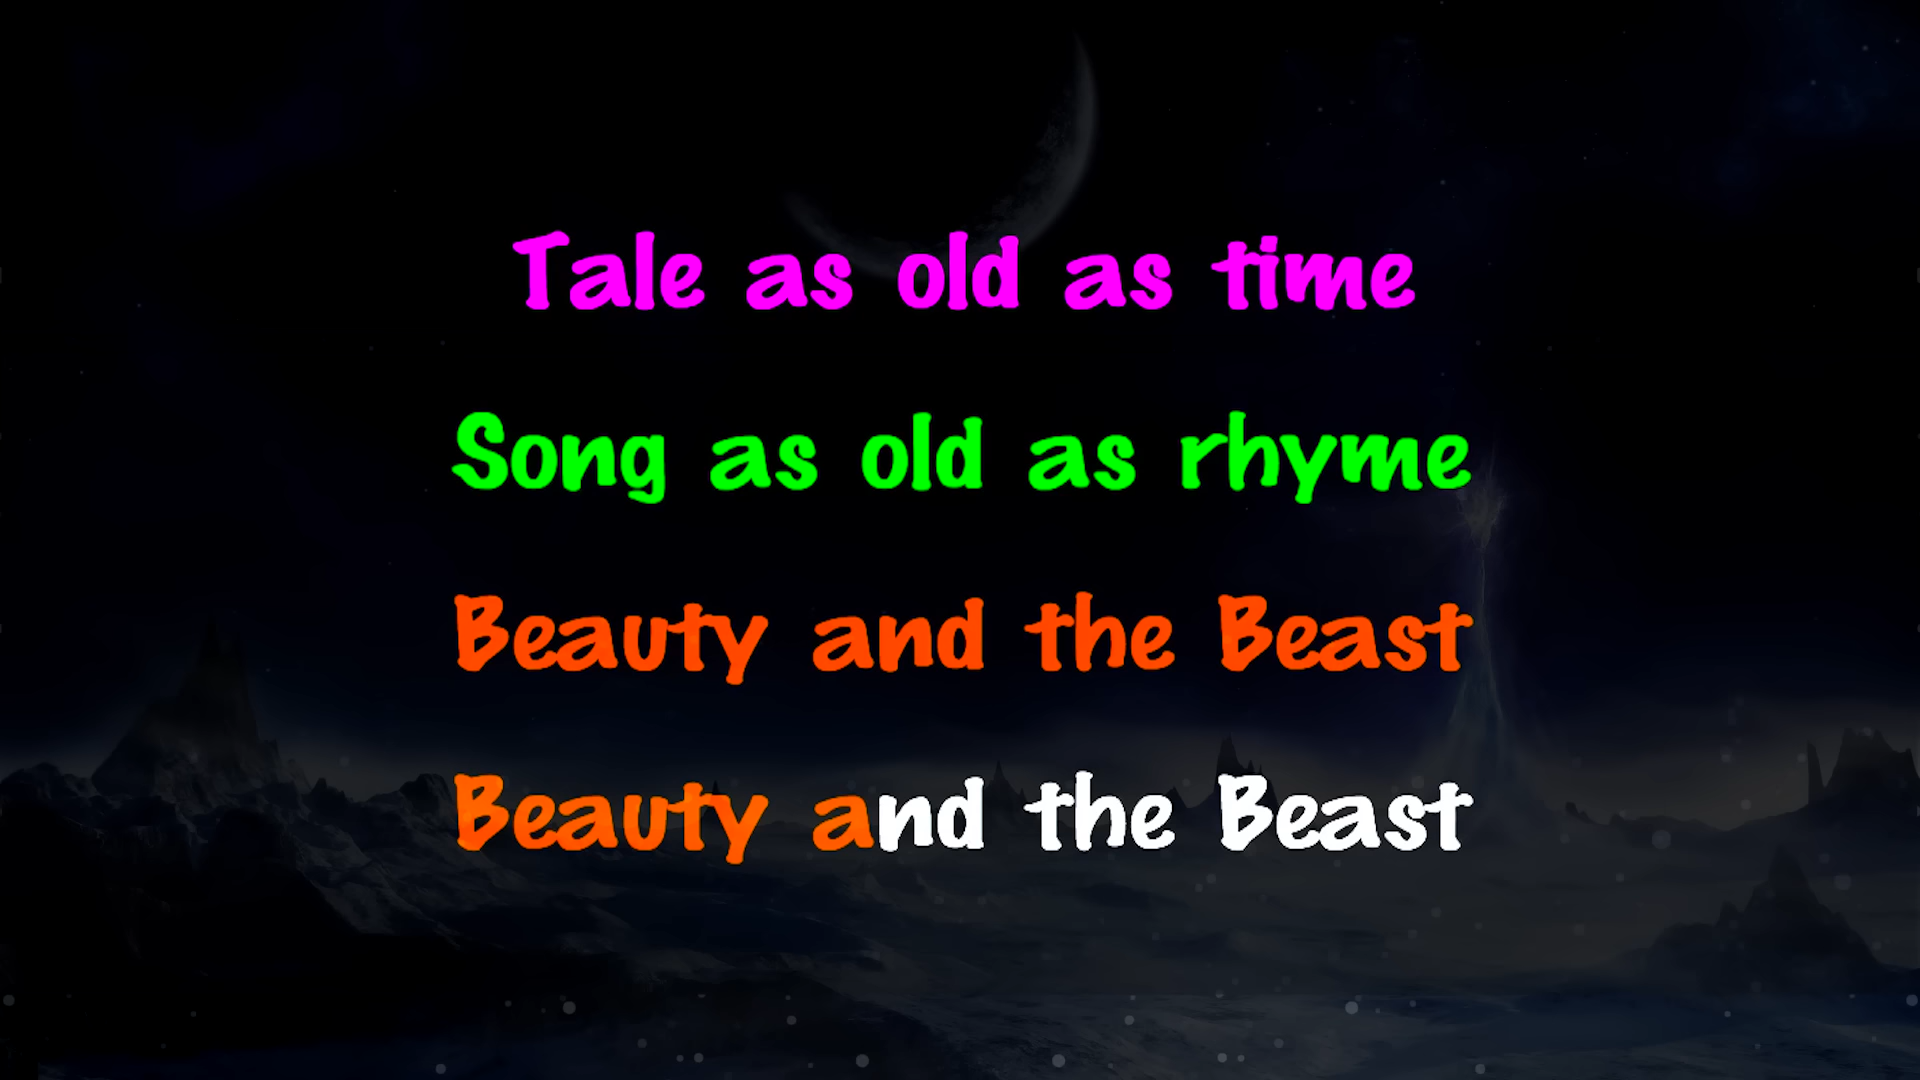 Tale as old as time
Song as old as rhyme
Beauty and the Beast
Beauty and the Beast